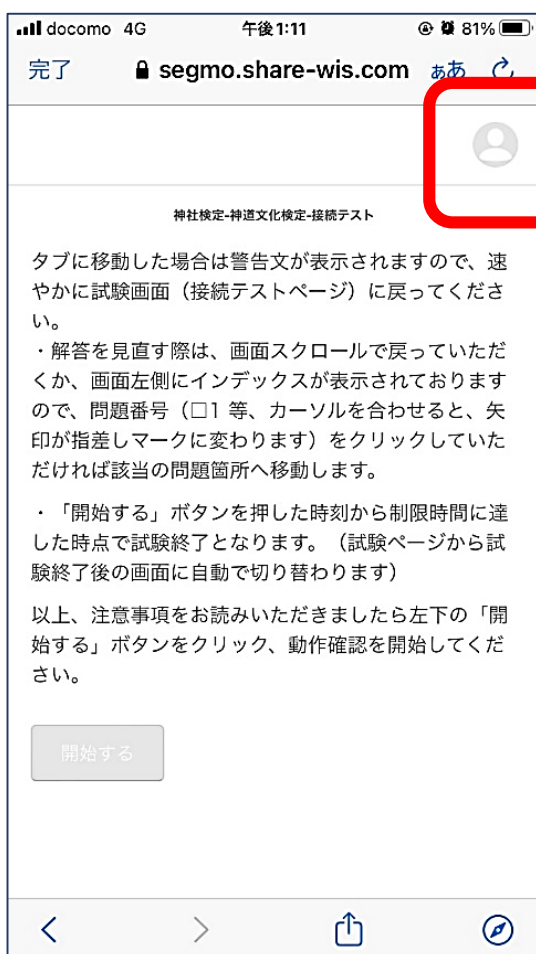 docomo 4G 午後1:11 81%
完了 segmo.share-wis.com ぁあ
神社検定-神道文化検定-接続テスト
タブに移動した場合は警告文が表示されますので、速
やかに試験画面（接続テストページ）に戻ってくださ
い。
・解答を見直す際は、画面スクロールで戻っていただ
くか、画面左側にインデックスが表示されております
ので、問題番号（□1 等、カーソルを合わせると、矢
印が指差しマークに変わります）をクリックしていた
だければ該当の問題箇所へ移動します。
・「開始する」ボタンを押した時刻から制限時間に達
した時点で試験終了となります。（試験ページから試
験終了後の画面に自動で切り替わります）
以上、注意事項をお読みいただきましたら左下の「開
始する」ボタンをクリック、動作確認を開始してくだ
さい。
開始する